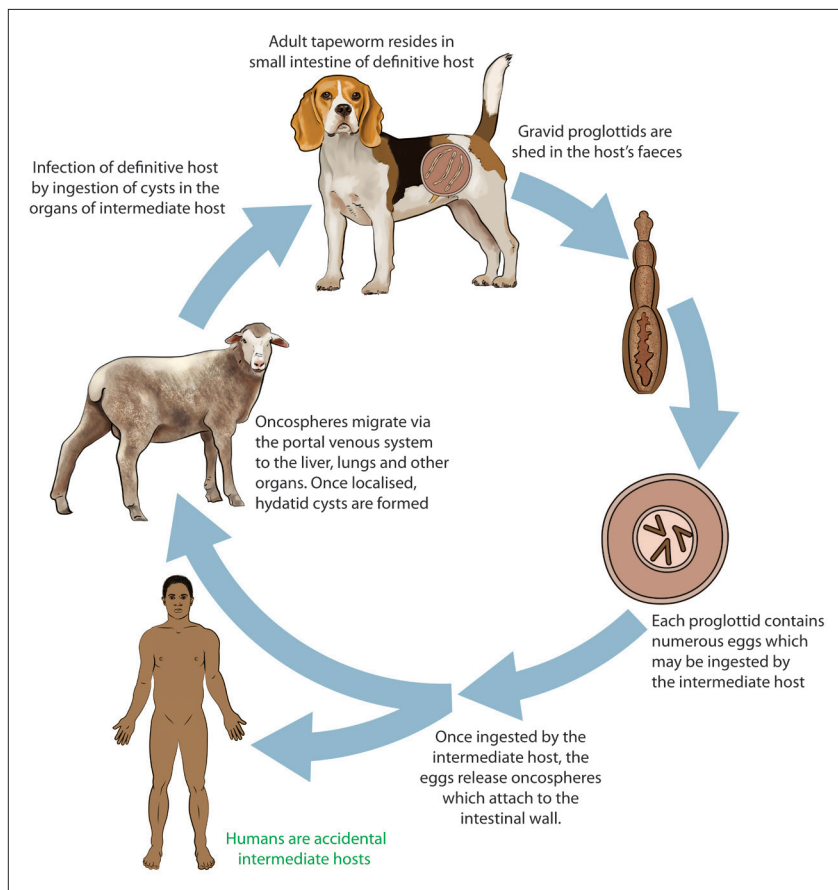 Adult tapeworm resides in
small intestine of definitive host
Gravid proglottids are
shed in the host's faeces
Each proglottid contains
numerous eggs which
may be ingested by
the intermediate host
Once ingested by the
intermediate host, the
eggs release oncospheres
which attach to the
intestinal wall.
Humans are accidental
intermediate hosts
Oncospheres migrate via
the portal venous system
to the liver, lungs and other
organs. Once localised,
hydatid cysts are formed
Infection of definitive host
by ingestion of cysts in the
organs of intermediate host